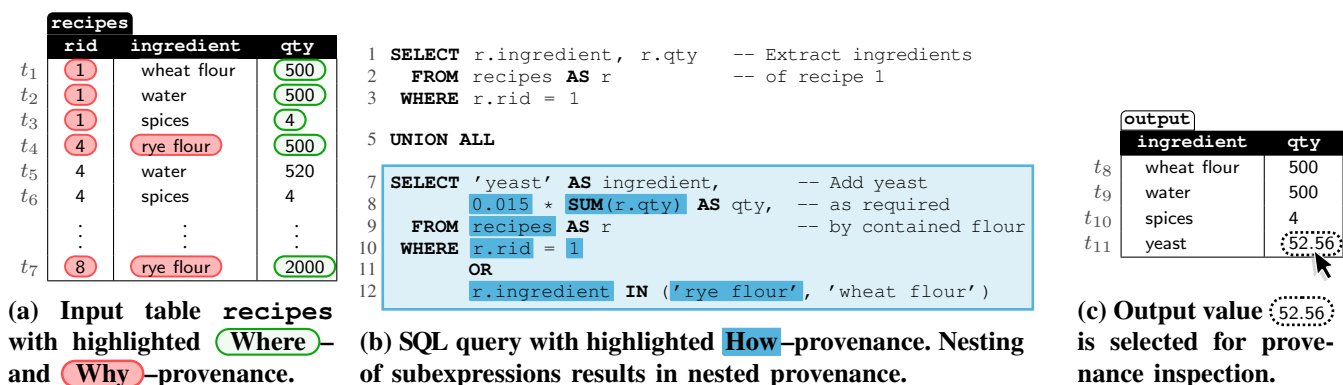 recipes
rid ingredient qty
t1 1 wheat flour 500
t2 1 water 500
t3 1 spices 4
t4 4 rye flour 500
t5 4 water 520
t6 4 spices 4
⋮ ⋮ ⋮
t7 8 rye flour 2000
(a) Input table recipes
with highlighted Where–
and Why–provenance.
1 SELECT r.ingredient, r.qty -- Extract ingredients
2 FROM recipes AS r -- of recipe 1
3 WHERE r.rid = 1
5 UNION ALL
7 SELECT 'yeast' AS ingredient, -- Add yeast
8 0.015 * SUM(r.qty) AS qty, -- as required
9 FROM recipes AS r -- by contained flour
10 WHERE r.rid = 1
11 OR
12 r.ingredient IN ('rye flour', 'wheat flour')
(b) SQL query with highlighted How–provenance. Nesting
of subexpressions results in nested provenance.
output
ingredient qty
t8 wheat flour 500
t9 water 500
t10 spices 4
t11 yeast 52.56
(c) Output value 52.56
is selected for prove-
nance inspection.